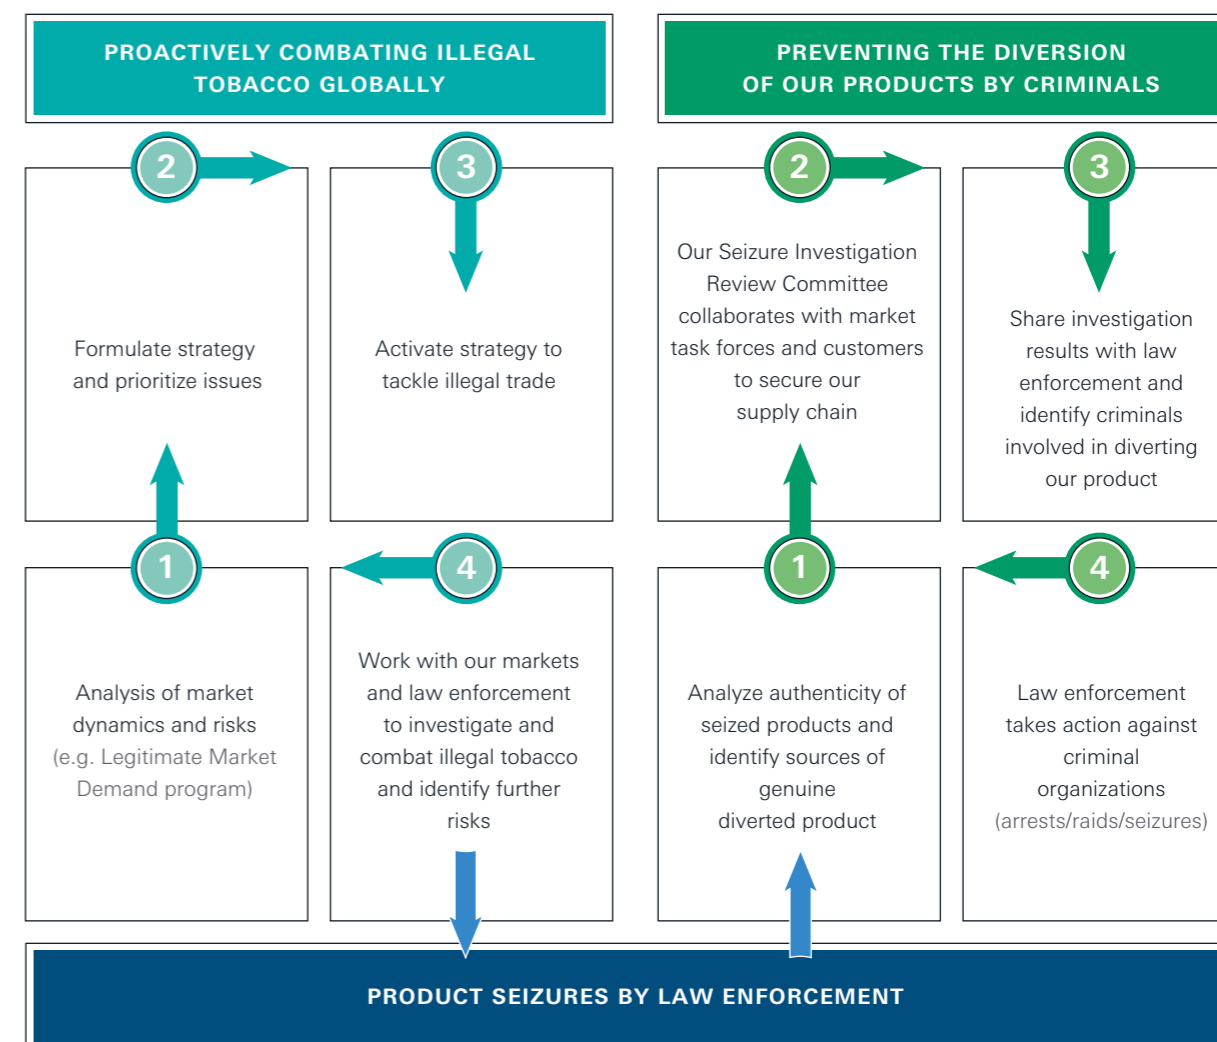 PROACTIVELY COMBATING ILLEGAL
TOBACCO GLOBALLY
2
3
Formulate strategy
and prioritize issues
Activate strategy to
tackle illegal trade
1
4
Analysis of market
dynamics and risks
(e.g. Legitimate Market
Demand program)
Work with our markets
and law enforcement
to investigate and
combat illegal tobacco
and identify further
risks
PREVENTING THE DIVERSION
OF OUR PRODUCTS BY CRIMINALS
2
3
Our Seizure Investigation
Review Committee
collaborates with market
task forces and customers
to secure our
supply chain
Share investigation
results with law
enforcement and
identify criminals
involved in diverting
our product
1
4
Analyze authenticity of
seized products and
identify sources of
genuine
diverted product
Law enforcement
takes action against
criminal
organizations
(arrests/raids/seizures)
PRODUCT SEIZURES BY LAW ENFORCEMENT